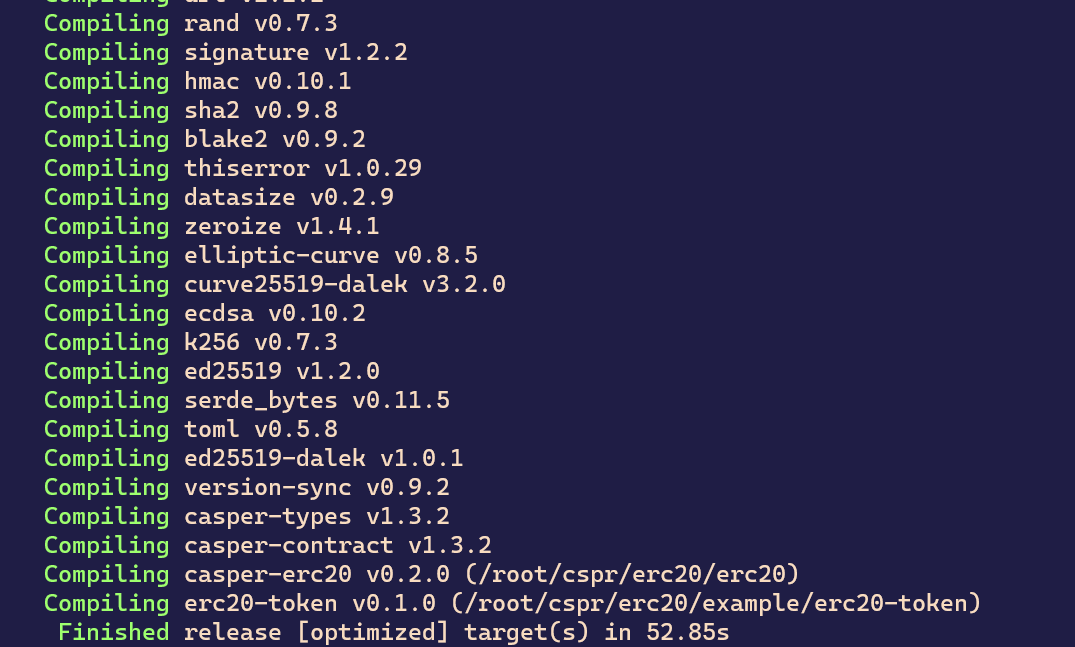 Compiling rand v0.7.3
Compiling signature v1.2.2
Compiling hmac v0.10.1
Compiling sha2 v0.9.8
Compiling blake2 v0.9.2
Compiling thiserror v1.0.29
Compiling datasize v0.2.9
Compiling zeroize v1.4.1
Compiling elliptic-curve v0.8.5
Compiling curve25519-dalek v3.2.0
Compiling ecdsa v0.10.2
Compiling k256 v0.7.3
Compiling ed25519 v1.2.0
Compiling serde_bytes v0.11.5
Compiling toml v0.5.8
Compiling ed25519-dalek v1.0.1
Compiling version-sync v0.9.2
Compiling casper-types v1.3.2
Compiling casper-contract v1.3.2
Compiling casper-erc20 v0.2.0 (/root/cspr/erc20/erc20)
Compiling erc20-token v0.1.0 (/root/cspr/erc20/example/erc20-token)
Finished release [optimized] target(s) in 52.85s